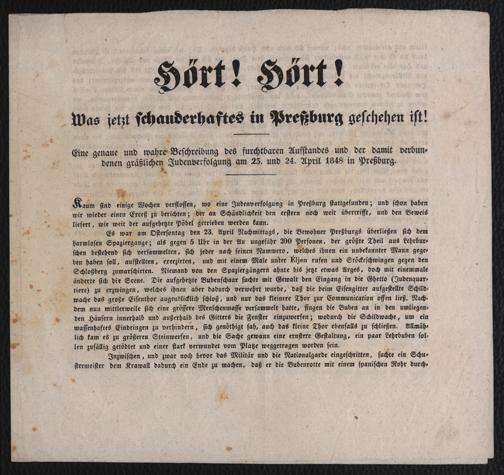 Hört! Hört!
Was jetzt schauderhaftes in Preßburg geschehen ist!
Eine genaue und wahre Beschreibung des furchtbaren Aufstandes und der damit verbun-
denen gräßlichen Judenverfolgung am 23. und 24. April 1848 in Preßburg.
Kaum sind einige Wochen verflossen, wo eine Judenverfolgung in Preßburg stattgefunden; und schon haben
wir wieder einen Exceß zu berichten; der an Schändlichkeit den erstern noch weit übertrifft, und den Beweis
liefert, wie weit der aufgehetzte Pöbel getrieben werden kann.
Es war am Ostersonntag den 23. April Nachmittags, die Bewohner Preßburgs überließen sich dem
harmlosen Spaziergange; als gegen 5 Uhr in der Au ungefähr 200 Personen, der größte Theil aus Lehrbur-
schen bestehend sich versammelten, sich jeder nach seinen Nummero, welches ihnen ein unbekannter Mann gege-
ben haben soll, aufstellten, exerzirten, und mit einem Male unter Eljen rufen und Stöckschwingen gegen den
Schloßberg zumarschirten. Niemand von den Spaziergängern ahnte bis jetzt etwas Arges, doch mit einemmale
änderte sich die Scene. Die aufgehetzte Bubenschaar suchte mit Gewalt den Eingang in die Ghetto (Judenquar-
tiere) zu erzwingen, welches ihnen aber dadurch verwehrt wurde, daß die beim Eisengitter aufgestellte Schild-
wache das große Eisenthor augenblicklich schloß, und nur das kleinere Thor zur Communication offen ließ. Nach-
dem nun mittlerweile sich eine größere Menschenmasse versammelt hatte, fingen die Buben an in den umliegen-
den Häusern innerhalb und außerhalb des Gitters die Fenster einzuwerfen; wodurch die Schildwache, um ein
massenhaftes Eindringen zu verhindern, sich genöthigt sah, auch das kleine Thor ebenfalls zu schließen. Allmäh-
lich kam es zu größeren Steinwerfen, und die Sache gewann eine ernstere Gestaltung, ein paar Lehrbuben sol-
len zufällig getödtet und einer stark verwundet vom Platze weggetragen worden sein.
Inzwischen, und zwar noch bevor das Militär und die Nationalgarde eingeschritten, suchte ein Schu-
stermeister dem Krawall dadurch ein Ende zu machen, daß er die Bubenrotte mit einem spanischen Rohr durch-